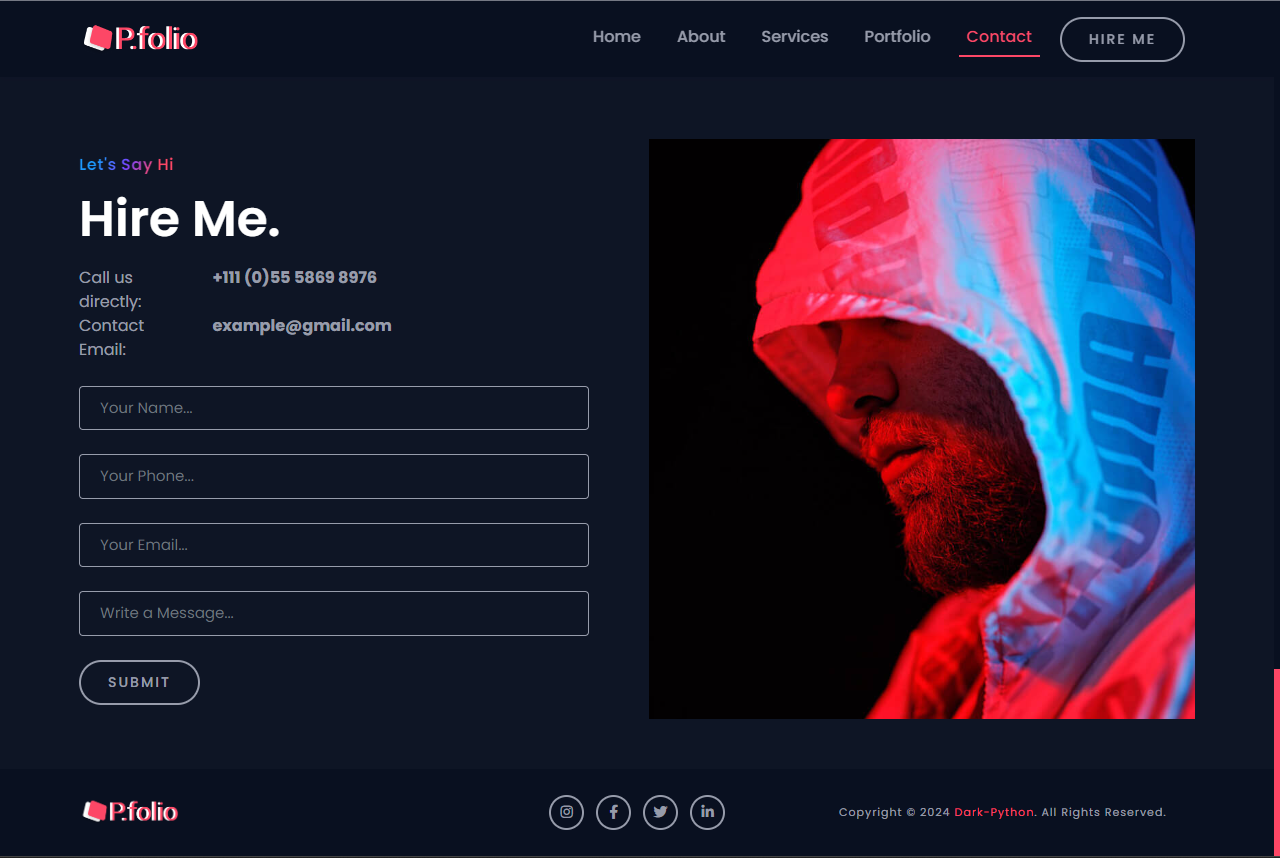 P.folio
Home About Services Portfolio Contact HIRE ME
Let's Say Hi
Hire Me.
Call us directly: +111 (0)55 5869 8976
Contact Email: example@gmail.com
Your Name...
Your Phone...
Your Email...
Write a Message...
SUBMIT
P.folio
Copyright © 2024 Dark-Python. All Rights Reserved.